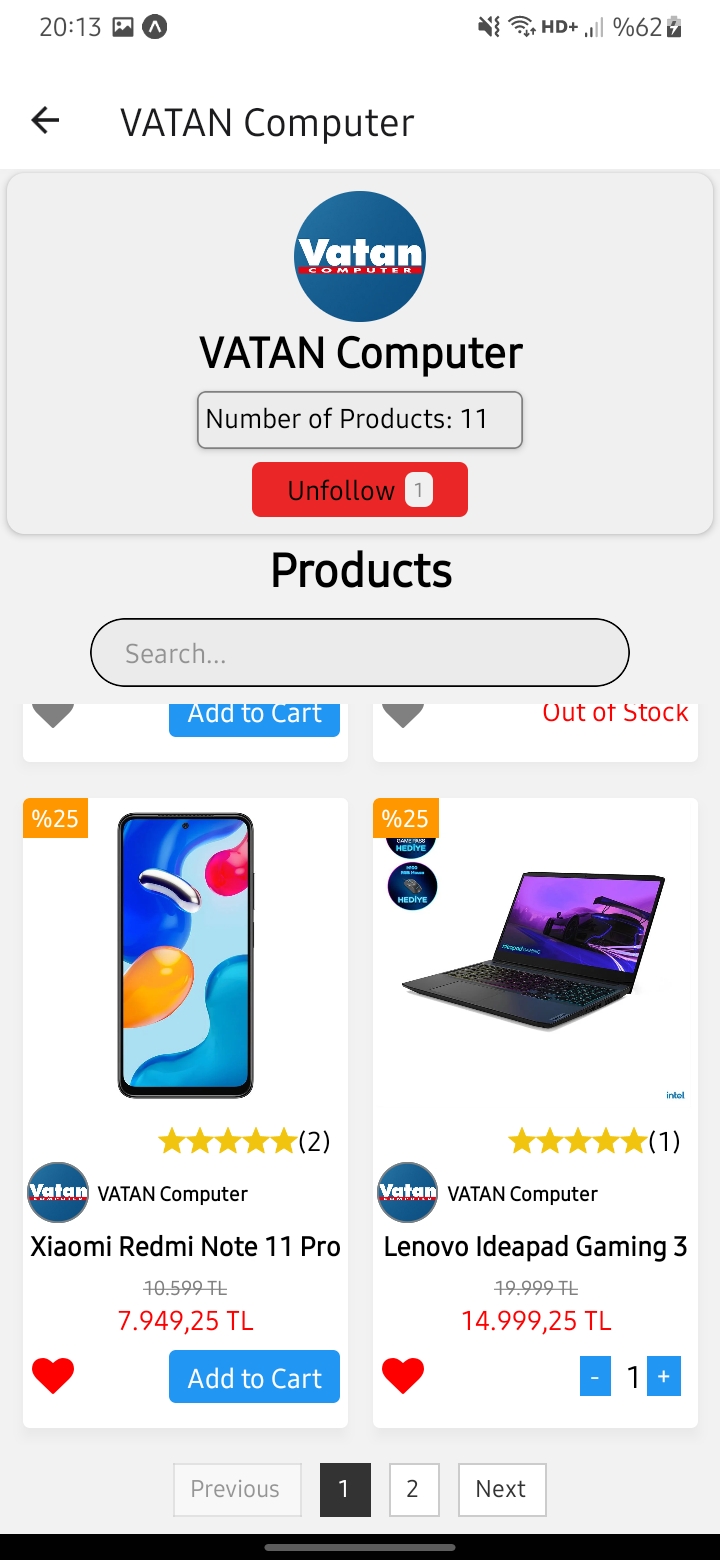 20:13 HD+ %62
VATAN Computer
Vatan
COMPUTER
VATAN Computer
Number of Products: 11
Unfollow 1
Products
Search...
Add to Cart
Out of Stock
%25
%25
GAME PASS
HEDİYE
HEDİYE
intel
(2)
(1)
Vatan VATAN Computer
Vatan VATAN Computer
Xiaomi Redmi Note 11 Pro
Lenovo Ideapad Gaming 3
10.599 TL
19.999 TL
7.949,25 TL
14.999,25 TL
Add to Cart
- 1 +
Previous 1 2 Next